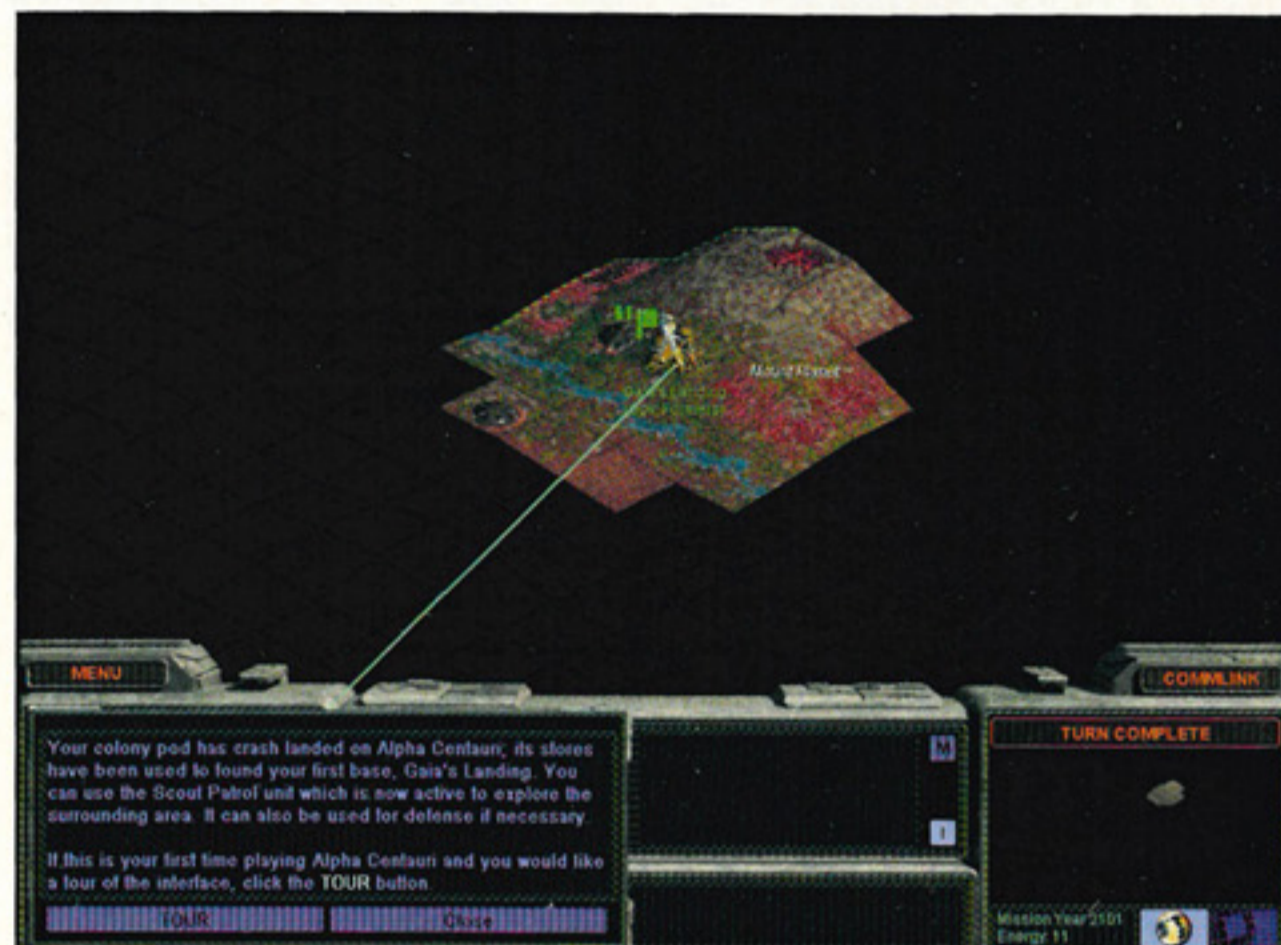 Mount Planet
MENU
COMMLINK
TURN COMPLETE
Your colony pod has crash landed on Alpha Centauri; its stores
have been used to found your first base, Gaia's Landing. You
can use the Scout Patrol unit which is now active to explore the
surrounding area. It can also be used for defense if necessary.
If this is your first time playing Alpha Centauri and you would like
a tour of the interface, click the TOUR button.
TOUR
Close
M
I
Mission Year 2101
Energy: 11